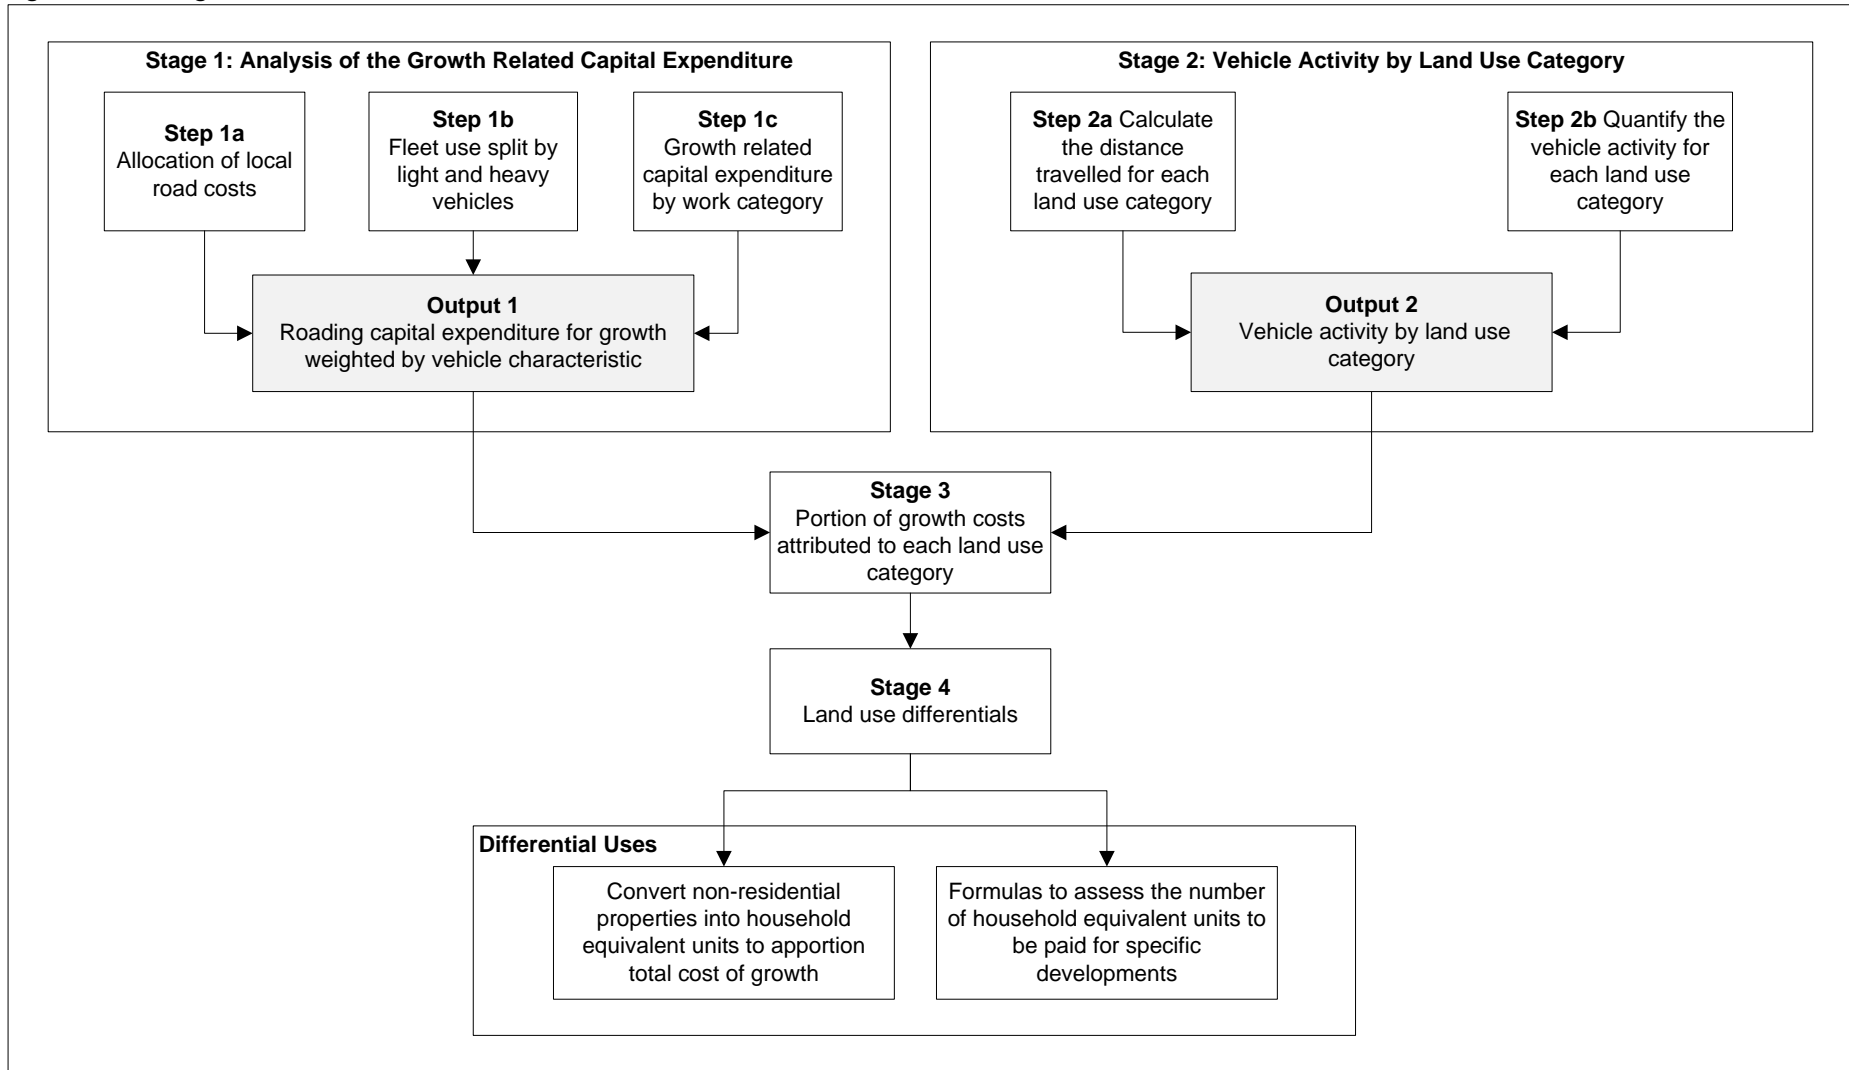 Stage 1: Analysis of the Growth Related Capital Expenditure
Step 1a
Allocation of local
road costs
Step 1b
Fleet use split by
light and heavy
vehicles
Step 1c
Growth related
capital expenditure
by work category
Output 1
Roading capital expenditure for growth
weighted by vehicle characteristic
Stage 2: Vehicle Activity by Land Use Category
Step 2a Calculate
the distance
travelled for each
land use category
Step 2b Quantify the
vehicle activity for
each land use
category
Output 2
Vehicle activity by land use
category
Stage 3
Portion of growth costs
attributed to each land use
category
Stage 4
Land use differentials
Differential Uses
Convert non-residential
properties into household
equivalent units to apportion
total cost of growth
Formulas to assess the number
of household equivalent units to
be paid for specific
developments